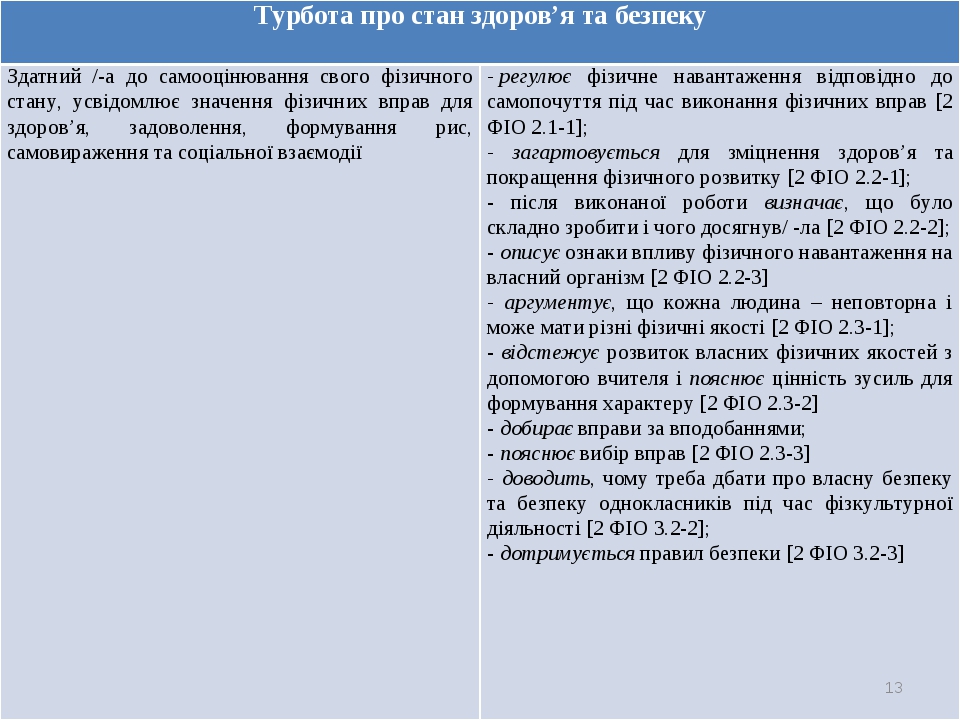 Турбота про стан здоров’я та безпеку
Здатний /-а до самооцінювання свого фізичного
стану, усвідомлює значення фізичних вправ для
здоров’я, задоволення, формування рис,
самовираження та соціальної взаємодії
- регулює фізичне навантаження відповідно до
самопочуття під час виконання фізичних вправ [2
ФІО 2.1-1];
- загартовується для зміцнення здоров’я та
покращення фізичного розвитку [2 ФІО 2.2-1];
- після виконаної роботи визначає, що було
складно зробити і чого досягнув/ -ла [2 ФІО 2.2-2];
- описує ознаки впливу фізичного навантаження на
власний організм [2 ФІО 2.2-3]
- аргументує, що кожна людина – неповторна і
може мати різні фізичні якості [2 ФІО 2.3-1];
- відстежує розвиток власних фізичних якостей з
допомогою вчителя і пояснює цінність зусиль для
формування характеру [2 ФІО 2.3-2]
- добирає вправи за вподобаннями;
- пояснює вибір вправ [2 ФІО 2.3-3]
- доводить, чому треба дбати про власну безпеку
та безпеку однокласників під час фізкультурної
діяльності [2 ФІО 3.2-2];
- дотримується правил безпеки [2 ФІО 3.2-3]
13